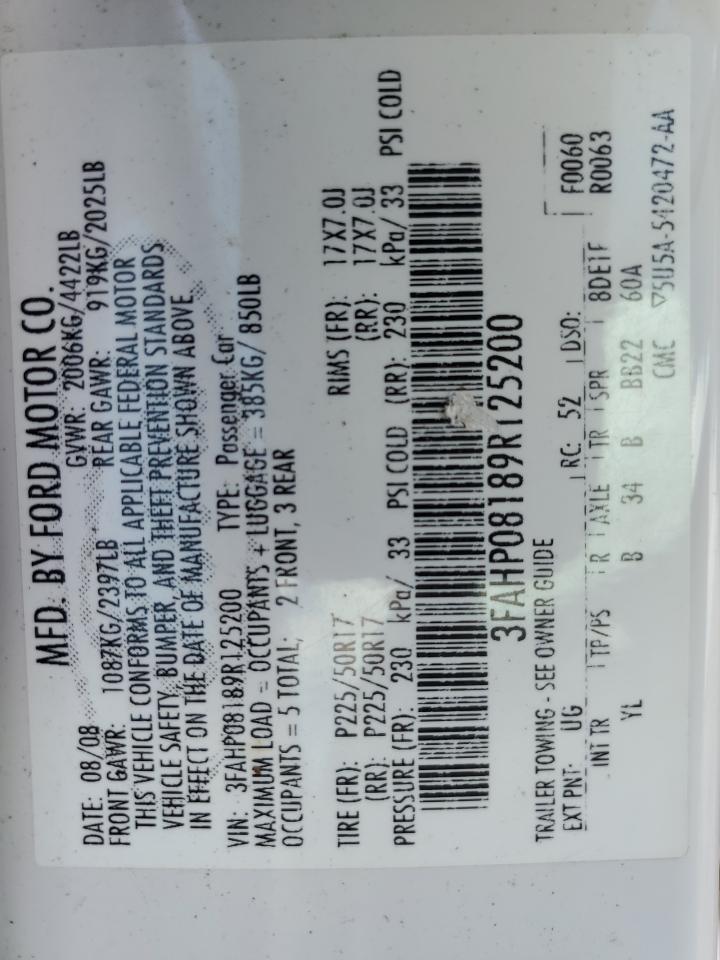 MFD. BY FORD MOTOR CO.
DATE: 08/08 GVWR: 2006KG/4422LB
FRONT GAWR: 1087KG/2397LB REAR GAWR: 919KG/2025LB
THIS VEHICLE CONFORMS TO ALL APPLICABLE FEDERAL MOTOR
VEHICLE SAFETY, BUMPER, AND THEFT PREVENTION STANDARDS
IN EFFECT ON THE DATE OF MANUFACTURE SHOWN ABOVE.
VIN: 3FAHP08189R125200 TYPE: Passenger Car
MAXIMUM LOAD = OCCUPANTS + LUGGAGE = 385KG/ 850LB
OCCUPANTS = 5 TOTAL, 2 FRONT, 3 REAR
TIRE (FR): P225/50R17 RIMS (FR): 17X7.0J
(RR): P225/50R17 (RR): 17X7.0J
PRESSURE (FR): 230 kPa/ 33 PSI COLD (RR): 230 kPa/ 33 PSI COLD
3FAHP08189R125200
TRAILER TOWING - SEE OWNER GUIDE
EXT PNT: UG RC: 52 DSO: F0060
INT TR TP/PS R AXLE TR SPR 8DE1F R0063
YL B 34 B BB22 60A
CMC ▽5U5A-5420472-AA